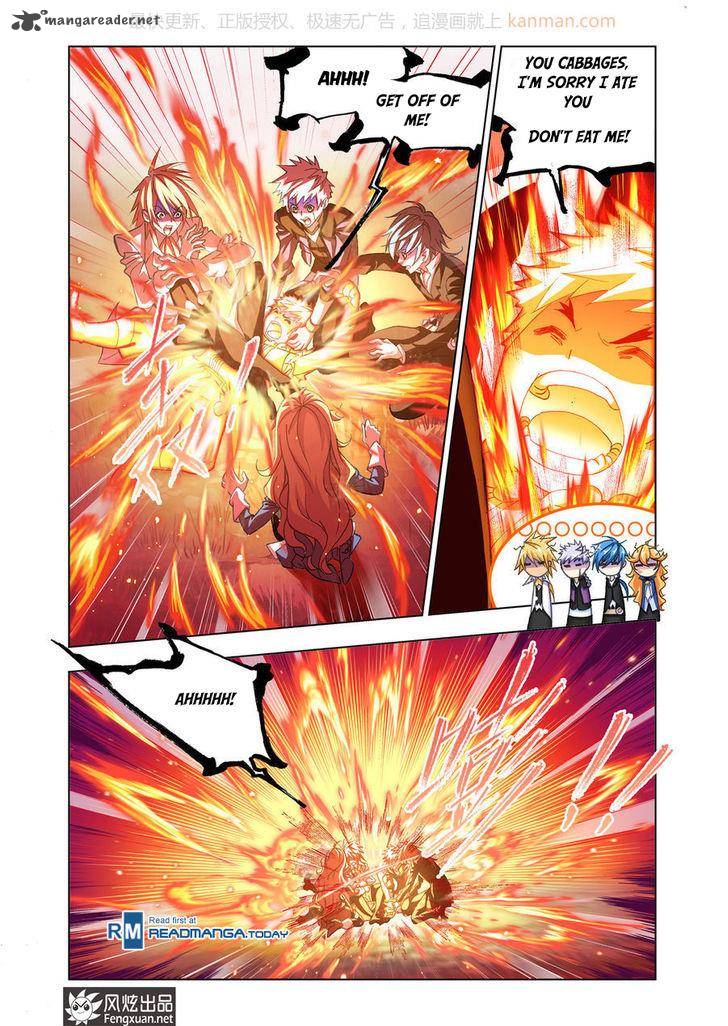 mangareader.net
最快更新、正版授权、极速无广告，追漫画就上 kanman.com
AHHH!
GET OFF OF
ME!
YOU CABBAGES,
I'M SORRY I ATE
YOU
DON'T EAT ME!
AHHHHH!
RM Read first at
READMANGA.TODAY
风炫出品
Fengxuan.net